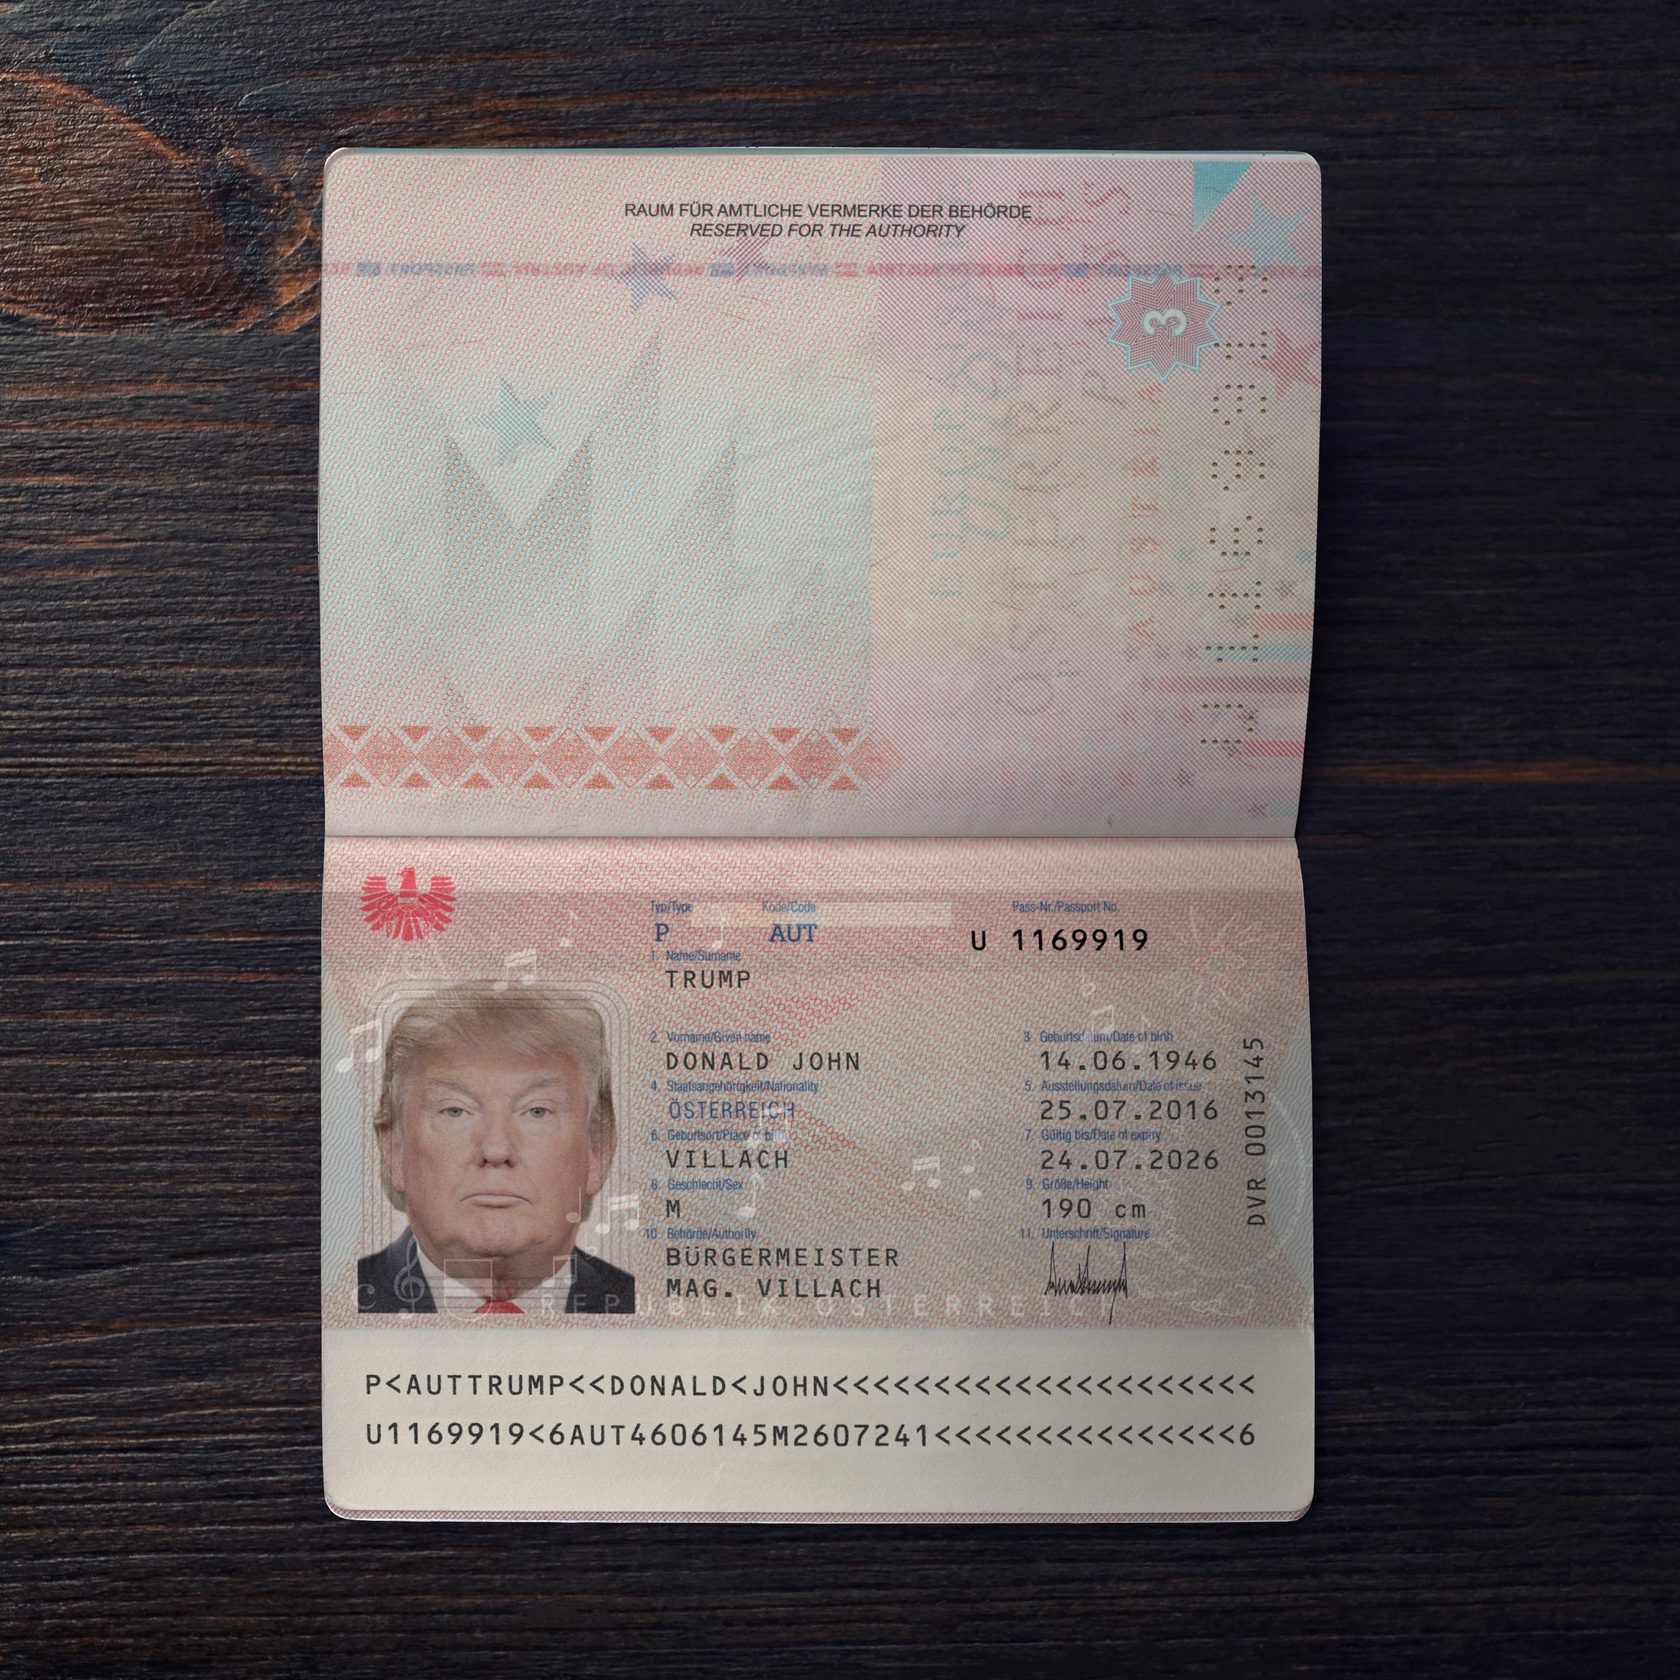 RAUM FÜR AMTLICHE VERMERKE DER BEHÖRDE
RESERVED FOR THE AUTHORITY
3
AUSTRIA
Typ/Type Kode/Code Pass-Nr./Passport No.
P AUT U 1169919
1. Name/Surname
TRUMP
2. Vorname/Given name 3. Geburtsdatum/Date of birth
DONALD JOHN 14.06.1946
4. Staatsangehörigkeit/Nationality 5. Ausstellungsdatum/Date of issue
ÖSTERREICH 25.07.2016
6. Geburtsort/Place of birth 7. Gültig bis/Date of expiry
VILLACH 24.07.2026
8. Geschlecht/Sex 9. Größe/Height
M 190 cm
10. Behörde/Authority 11. Unterschrift/Signature
BÜRGERMEISTER
MAG. VILLACH
DVR 0013145
REPUBLIK ÖSTERREICH
P<AUTTRUMP<<DONALD<JOHN<<<<<<<<<<<<<<<<<<<<<
U1169919<6AUT4606145M2607241<<<<<<<<<<<<<<<6